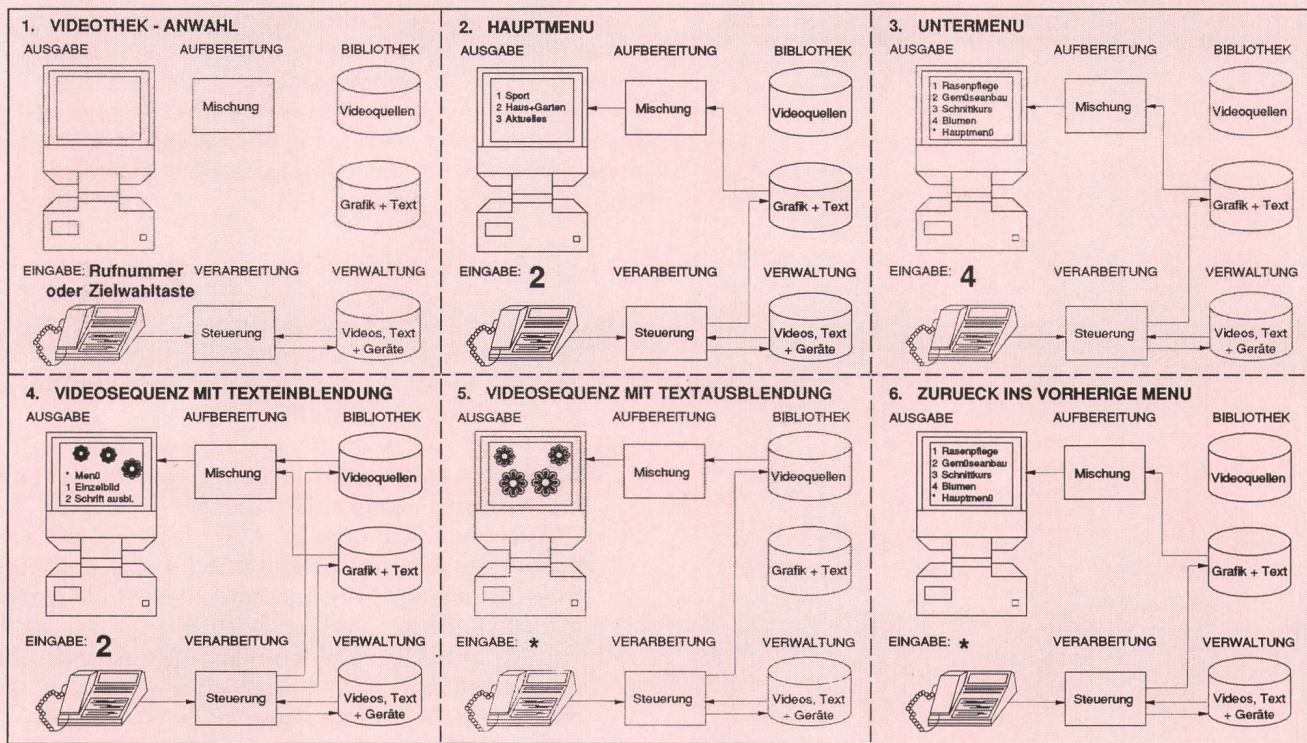 1. VIDEOTHEK - ANWAHL
AUSGABE
AUFBEREITUNG
BIBLIOTHEK
Mischung
Videoquellen
Grafik + Text
EINGABE: Rufnummer
oder Zielwahltaste
VERARBEITUNG
VERWALTUNG
Steuerung
Videos, Text
+ Geräte
2. HAUPTMENU
AUSGABE
AUFBEREITUNG
BIBLIOTHEK
1 Sport
2 Haus+Garten
3 Aktuelles
Mischung
Videoquellen
Grafik + Text
EINGABE: 2
VERARBEITUNG
VERWALTUNG
Steuerung
Videos, Text
+ Geräte
3. UNTERMENU
AUSGABE
AUFBEREITUNG
BIBLIOTHEK
1 Rasenpflege
2 Gemüseanbau
3 Schnittkurs
4 Blumen
* Hauptmenü
Mischung
Videoquellen
Grafik + Text
EINGABE: 4
VERARBEITUNG
VERWALTUNG
Steuerung
Videos, Text
+ Geräte
4. VIDEOSEQUENZ MIT TEXTEINBLENDUNG
AUSGABE
AUFBEREITUNG
BIBLIOTHEK
* Menü
1 Einzelbild
2 Schrift ausbl.
Mischung
Videoquellen
Grafik + Text
EINGABE: 2
VERARBEITUNG
VERWALTUNG
Steuerung
Videos, Text
+ Geräte
5. VIDEOSEQUENZ MIT TEXTAUSBLENDUNG
AUSGABE
AUFBEREITUNG
BIBLIOTHEK
Mischung
Videoquellen
Grafik + Text
EINGABE: *
VERARBEITUNG
VERWALTUNG
Steuerung
Videos, Text
+ Geräte
6. ZURUECK INS VORHERIGE MENU
AUSGABE
AUFBEREITUNG
BIBLIOTHEK
1 Rasenpflege
2 Gemüseanbau
3 Schnittkurs
4 Blumen
* Hauptmenü
Mischung
Videoquellen
Grafik + Text
EINGABE: *
VERARBEITUNG
VERWALTUNG
Steuerung
Videos, Text
+ Geräte